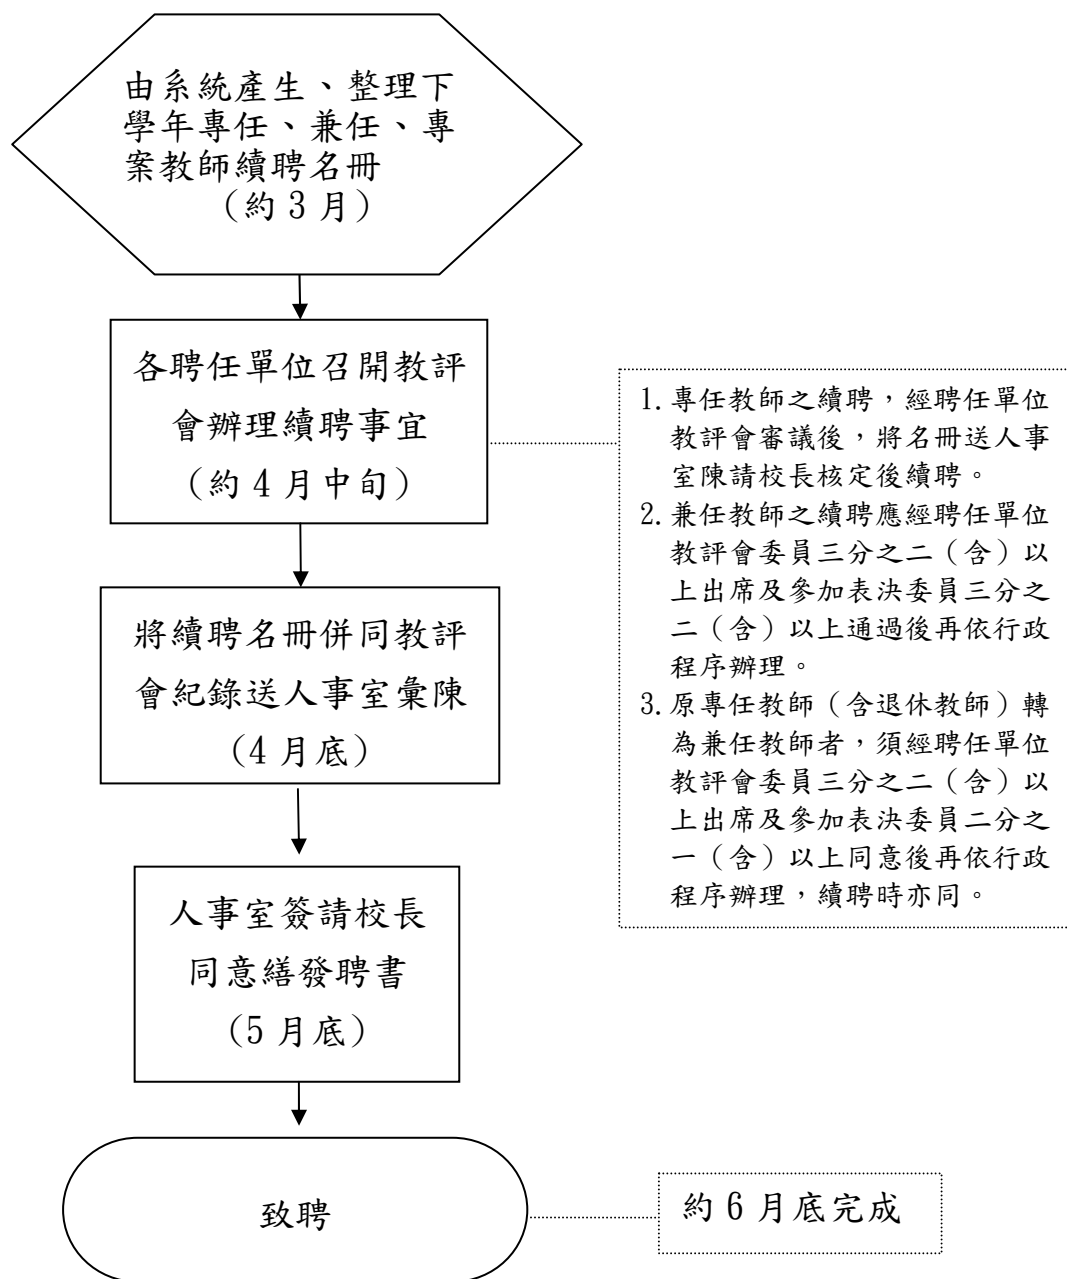 由系統產生、整理下
學年專任、兼任、專
案教師續聘名冊
（約 3 月）
各聘任單位召開教評
會辦理續聘事宜
（約 4 月中旬）
1. 專任教師之續聘，經聘任單位
教評會審議後，將名冊送人事
室陳請校長核定後續聘。
2. 兼任教師之續聘應經聘任單位
教評會委員三分之二（含）以
上出席及參加表決委員三分之
二（含）以上通過後再依行政
程序辦理。
3. 原專任教師（含退休教師）轉
為兼任教師者，須經聘任單位
教評會委員三分之二（含）以
上出席及參加表決委員二分之
一（含）以上同意後再依行政
程序辦理，續聘時亦同。
將續聘名冊併同教評
會紀錄送人事室彙陳
（4 月底）
人事室簽請校長
同意繕發聘書
（5 月底）
致聘
約 6 月底完成